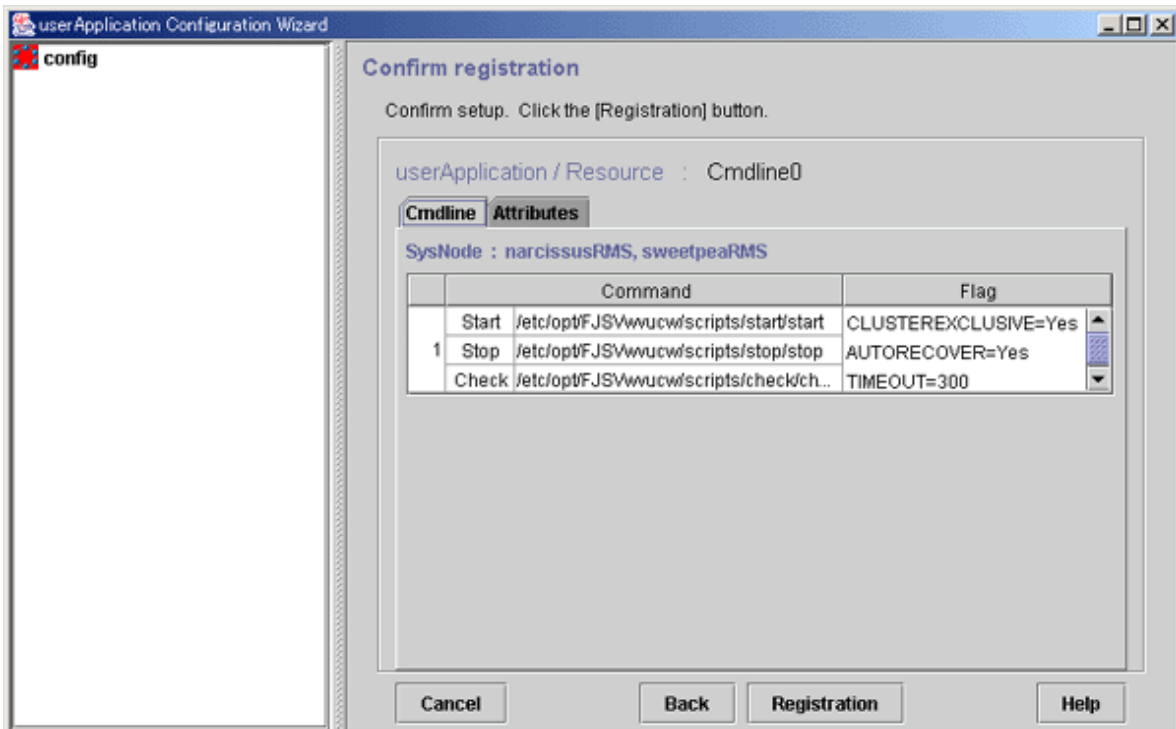 userApplication Configuration Wizard
config
Confirm registration
Confirm setup. Click the [Registration] button.
userApplication / Resource : Cmdline0
Cmdline Attributes
SysNode : narcissusRMS, sweetpeaRMS
Command Flag
Start /etc/opt/FJSVwvucw/scripts/start/start CLUSTEREXCLUSIVE=Yes
1 Stop /etc/opt/FJSVwvucw/scripts/stop/stop AUTORECOVER=Yes
Check /etc/opt/FJSVwvucw/scripts/check/ch... TIMEOUT=300
Cancel Back Registration Help